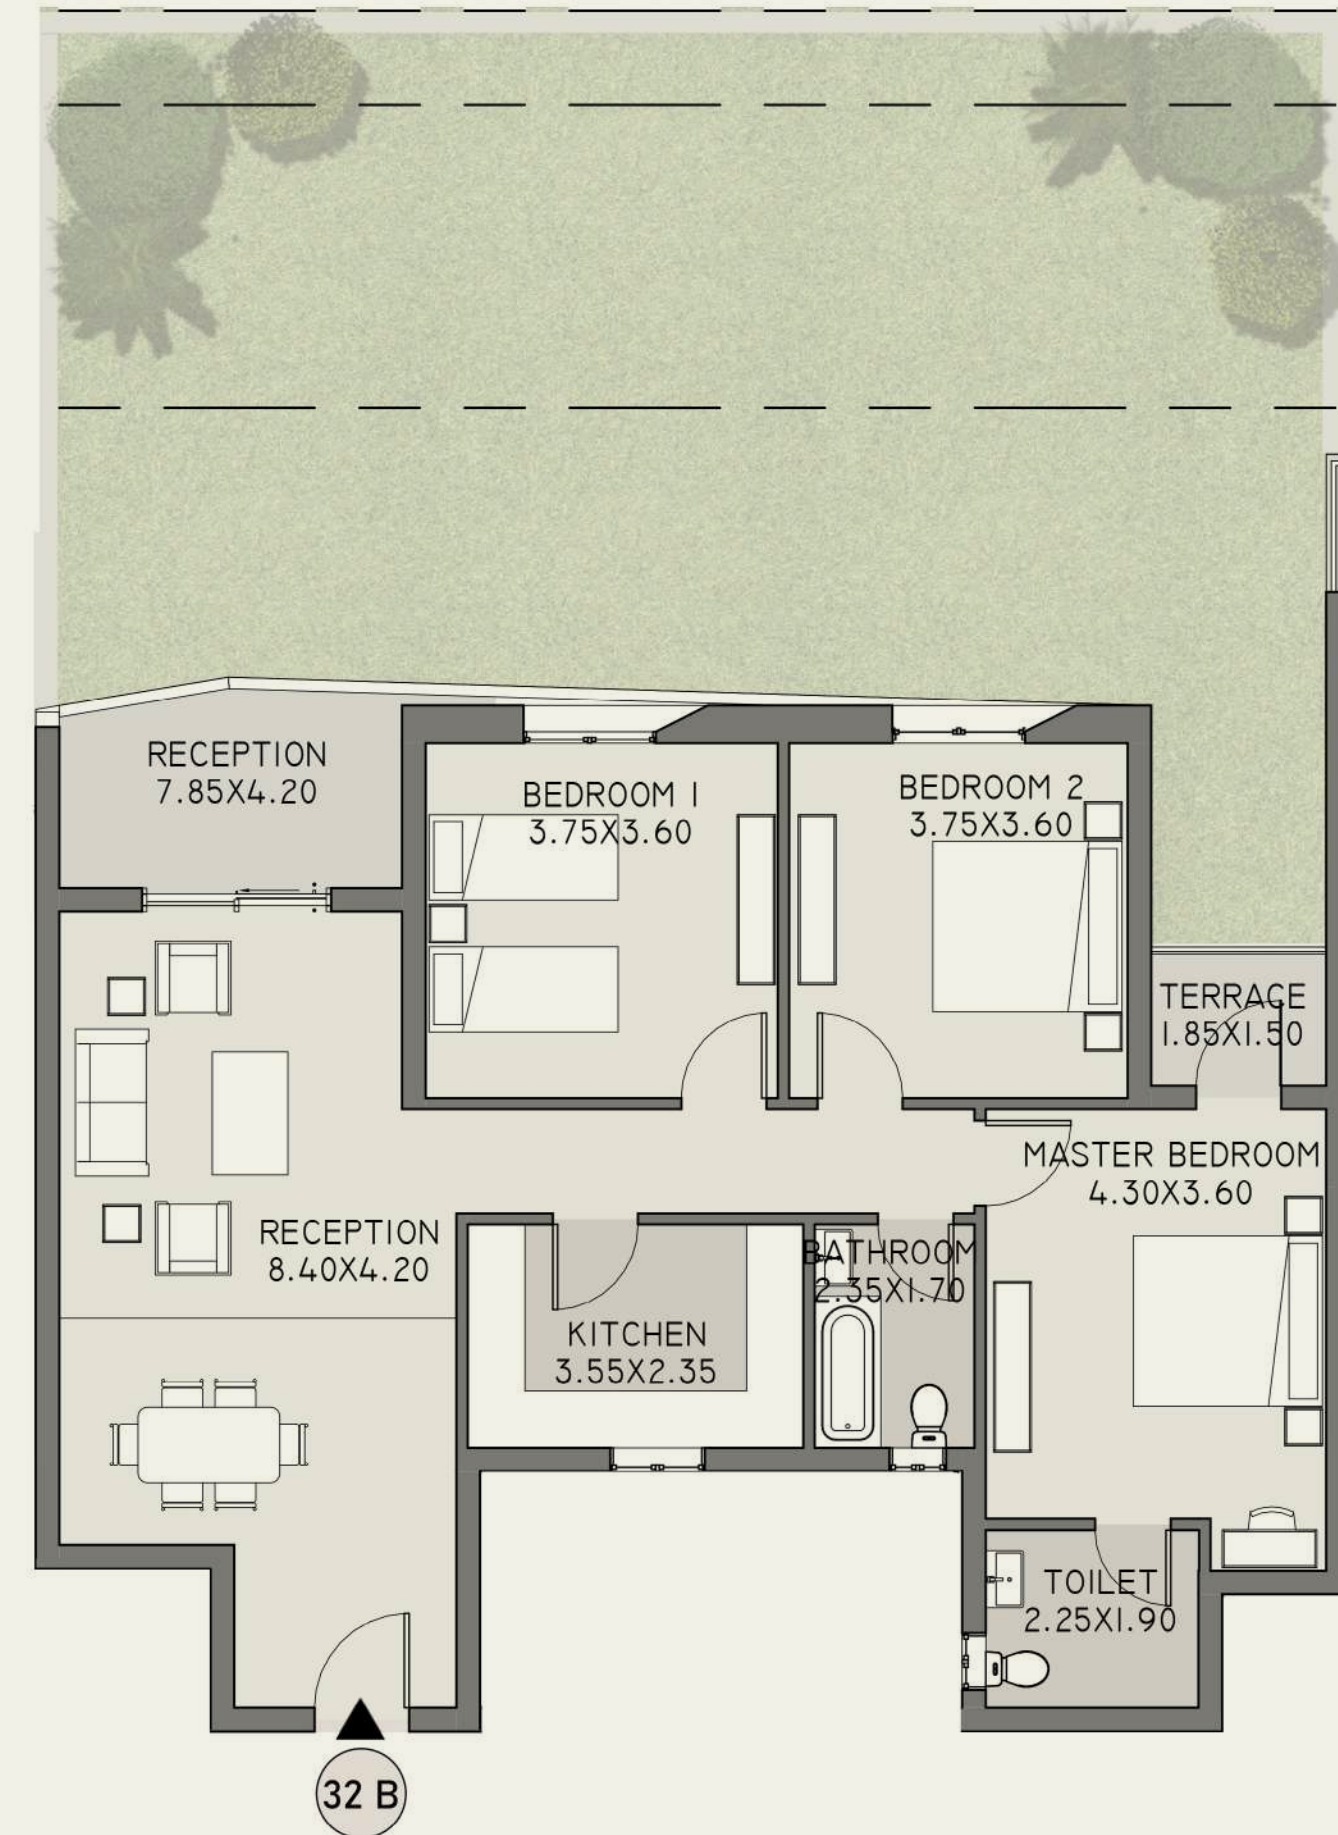 RECEPTION
7.85X4.20
BEDROOM 1
3.75X3.60
BEDROOM 2
3.75X3.60
TERRACE
1.85X1.50
MASTER BEDROOM
4.30X3.60
RECEPTION
8.40X4.20
BATHROOM
2.35X1.70
KITCHEN
3.55X2.35
TOILET
2.25X1.90
32 B